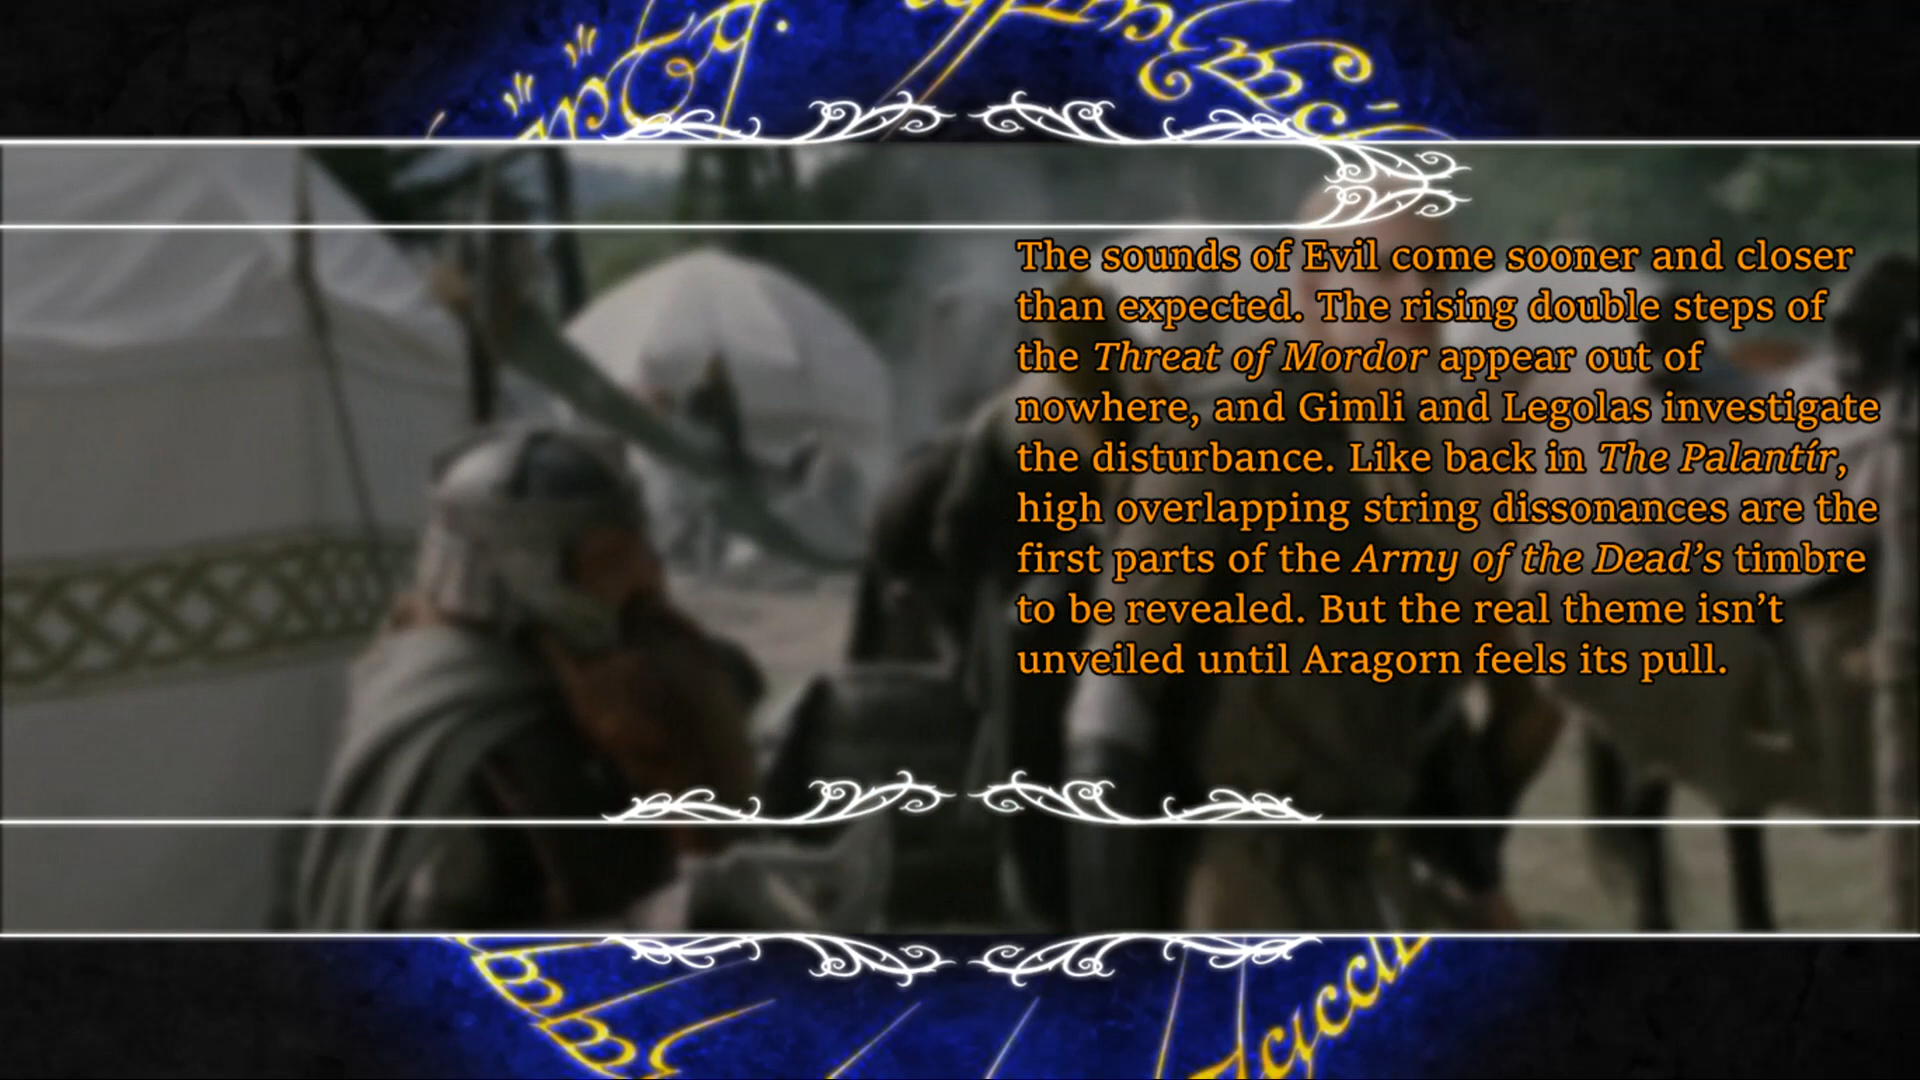 The sounds of Evil come sooner and closer
than expected. The rising double steps of
the Threat of Mordor appear out of
nowhere, and Gimli and Legolas investigate
the disturbance. Like back in The Palantír,
high overlapping string dissonances are the
first parts of the Army of the Dead’s timbre
to be revealed. But the real theme isn’t
unveiled until Aragorn feels its pull.